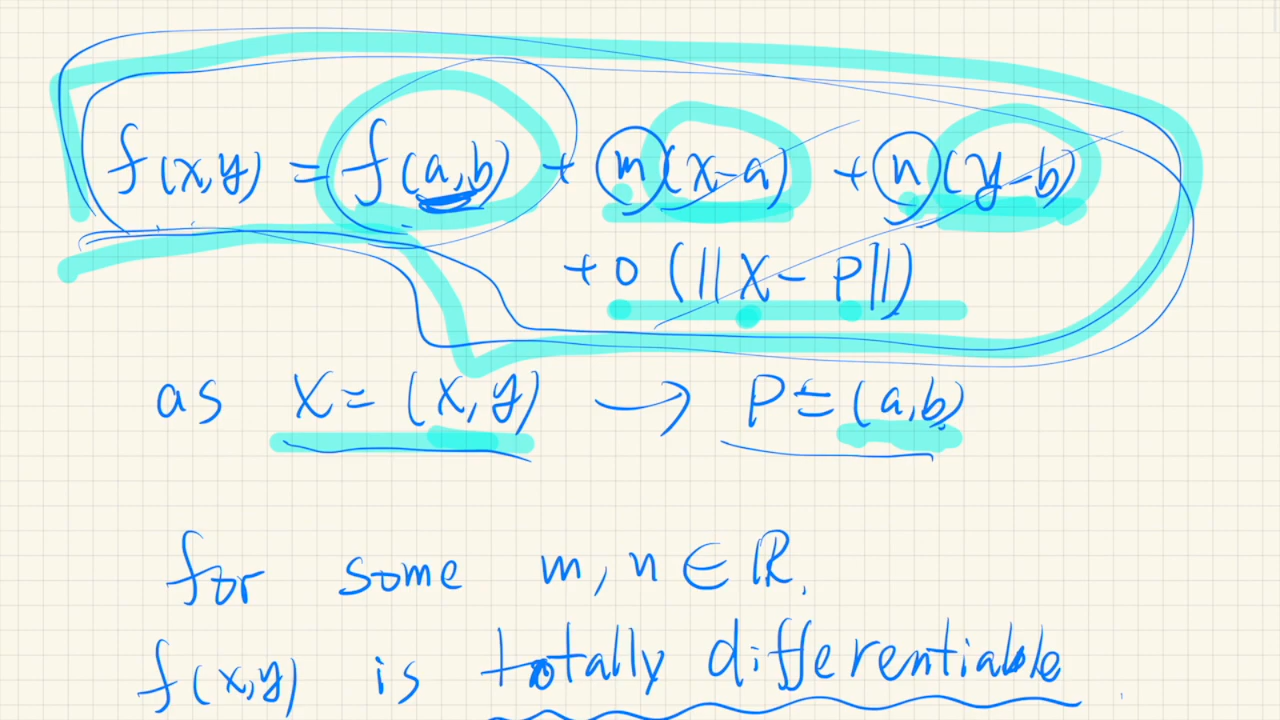 f(x,y) = f(a,b) + m(x-a) + n(y-b)
+ o(||X - P||)
as X = (x,y) → P = (a,b)
for some m, n ∈ ℝ.
f(x,y) is totally differentiable